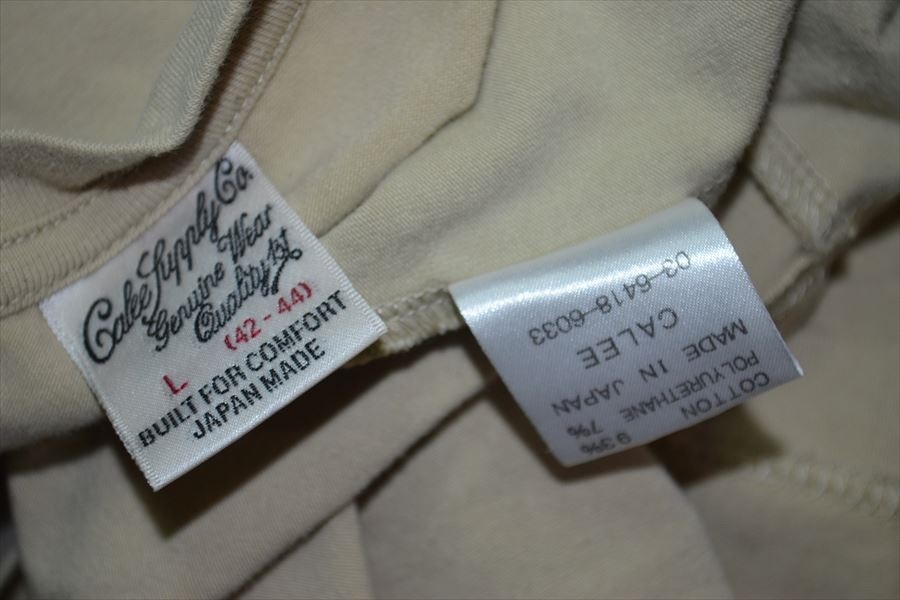 Calee Supply Co.
Genuine Wear
Quality 1st
L (42-44)
BUILT FOR COMFORT
JAPAN MADE
COTTON 93%
POLYURETHANE 7%
MADE IN JAPAN
CALEE
03-6418-6033